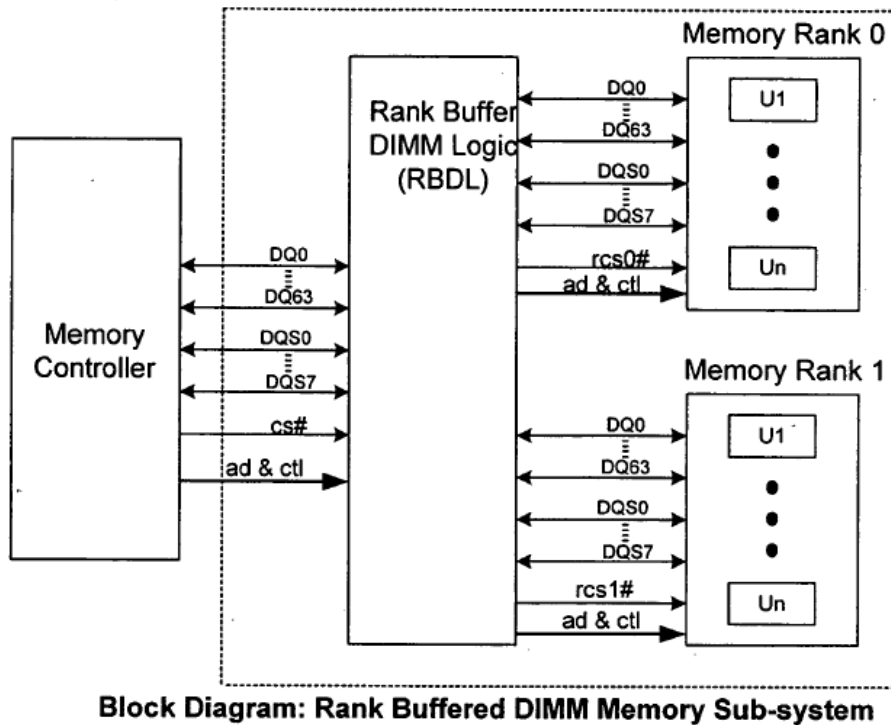 Memory Rank 0
Rank Buffer
DIMM Logic
(RBDL)
DQ0
DQ63
DQS0
DQS7
rcs0#
ad & ctl
U1
Un
Memory
Controller
DQ0
DQ63
DQS0
DQS7
cs#
ad & ctl
Memory Rank 1
DQ0
DQ63
DQS0
DQS7
rcs1#
ad & ctl
U1
Un
Block Diagram: Rank Buffered DIMM Memory Sub-system